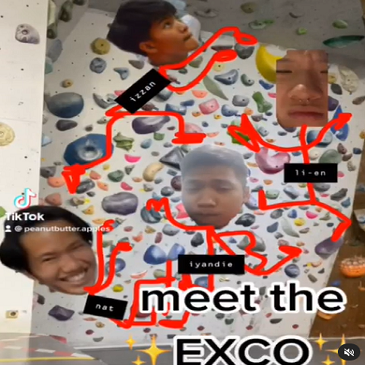 izzan
li-en
TikTok
@ peanutbutter.apples
iyandie
nat
meet the
✨EXCO✨